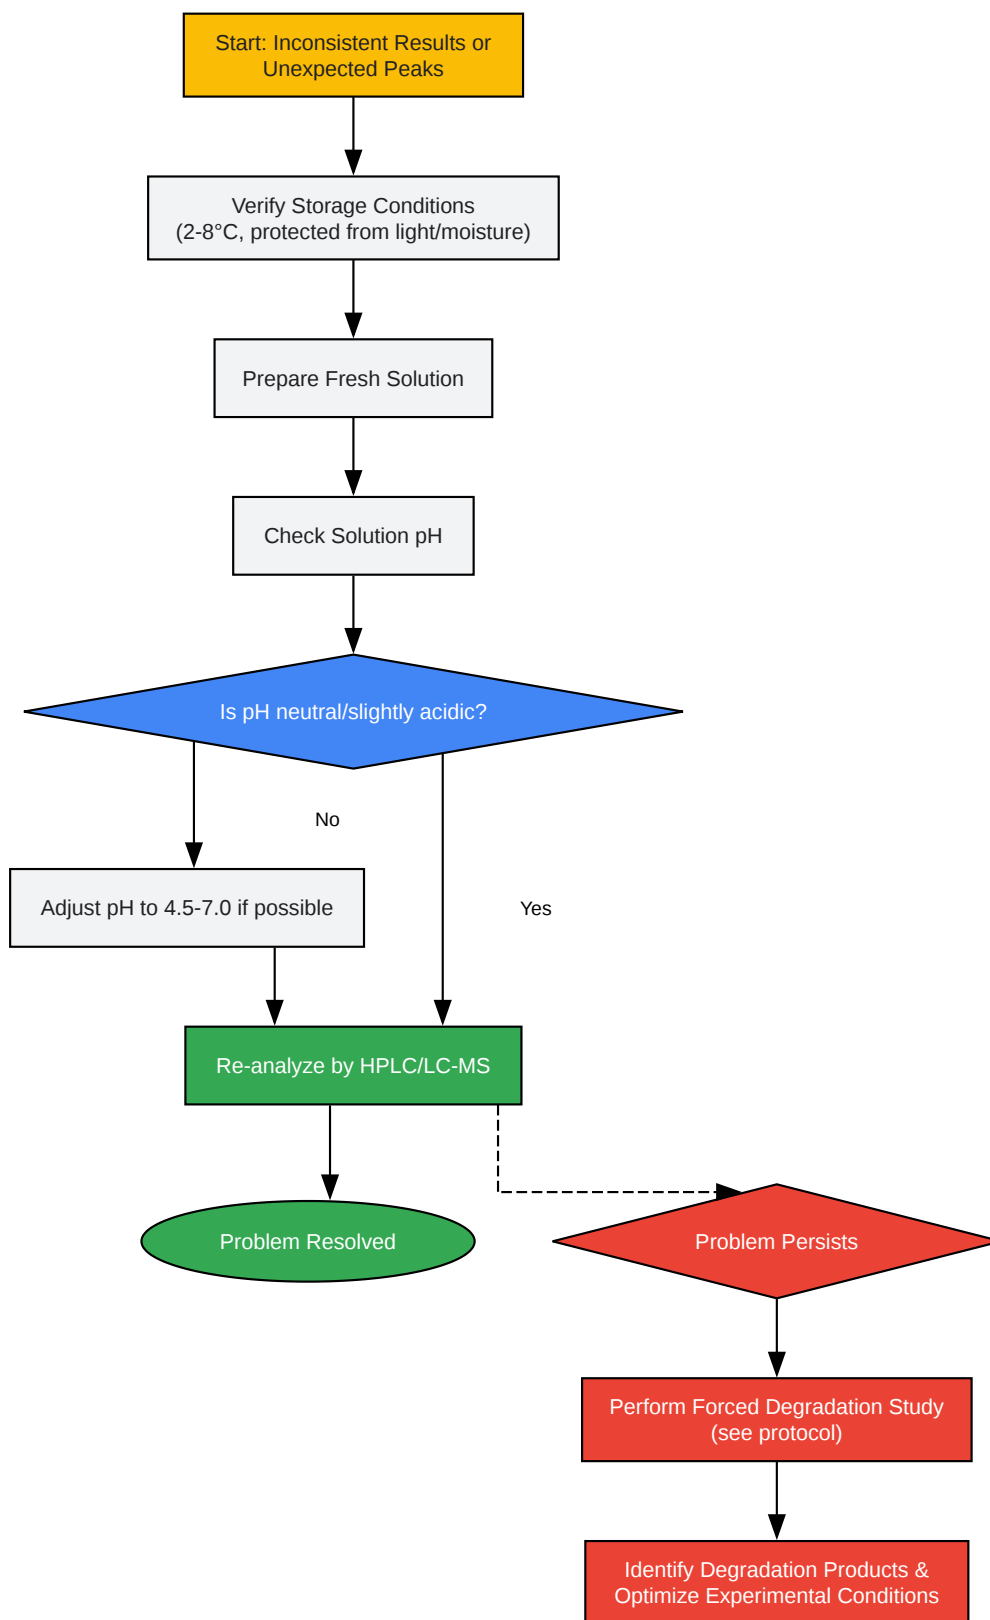 Start: Inconsistent Results or
Unexpected Peaks
Verify Storage Conditions
(2-8°C, protected from light/moisture)
Prepare Fresh Solution
Check Solution pH
Is pH neutral/slightly acidic?
No
Adjust pH to 4.5-7.0 if possible
Yes
Re-analyze by HPLC/LC-MS
Problem Resolved
Problem Persists
Perform Forced Degradation Study
(see protocol)
Identify Degradation Products &
Optimize Experimental Conditions